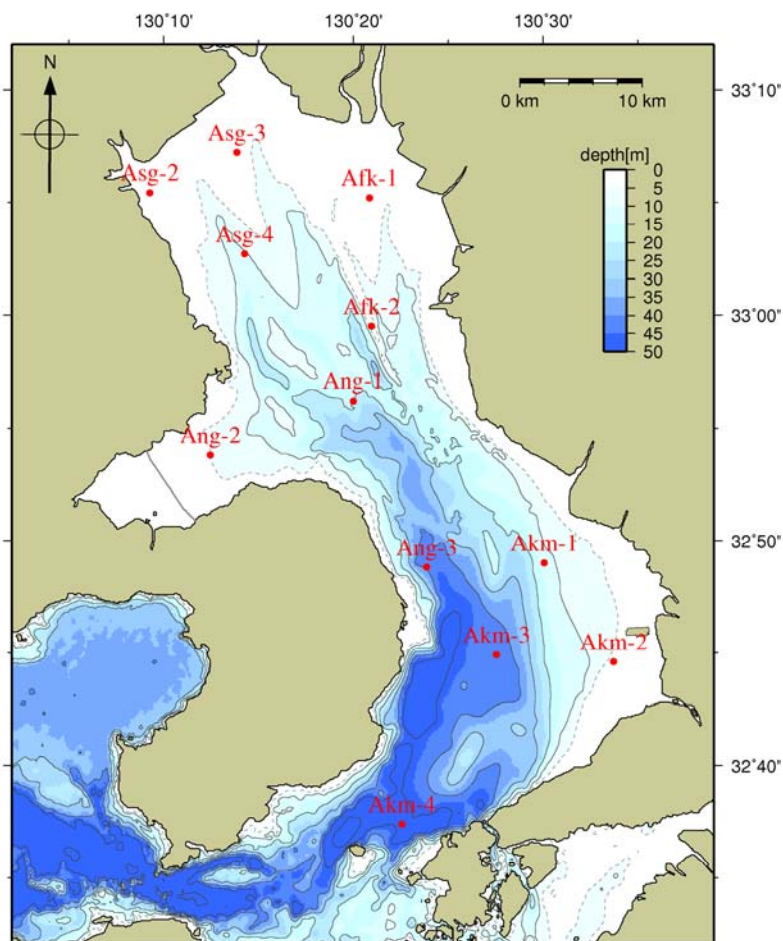 130°10' 130°20' 130°30'
N
0 km 10 km
33°10"
depth[m]
0
5
10
15
20
25
30
35
40
45
50
Asg-3
Asg-2
Afk-1
Asg-4
Afk-2
33°00"
Ang-1
Ang-2
32°50"
Ang-3
Akm-1
Akm-3
Akm-2
32°40"
Akm-4